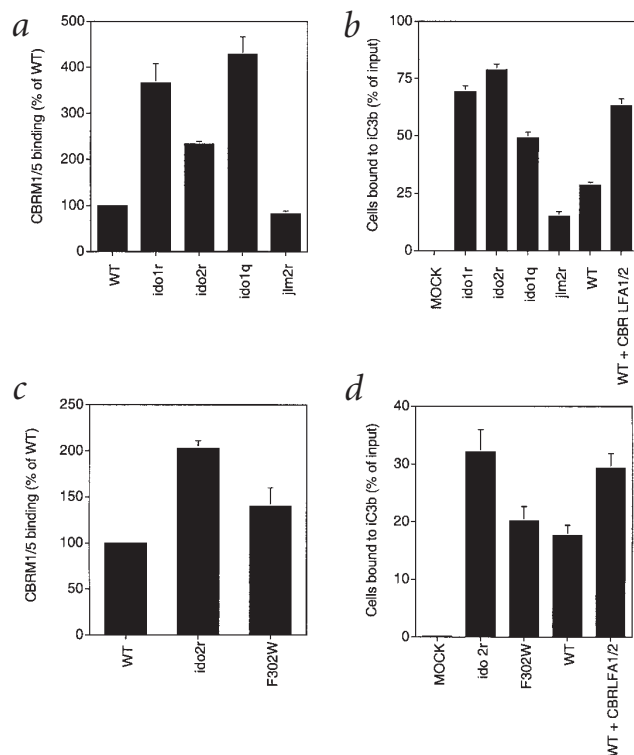 a
CBRM1/5 binding (% of WT)
500
400
300
200
100
0
WT
ido1r
ido2r
ido1q
jlm2r
b
Cells bound to iC3b (% of input)
100
75
50
25
0
MOCK
ido1r
ido2r
ido1q
jlm2r
WT
WT + CBR LFA1/2
c
CBRM1/5 binding (% of WT)
250
200
150
100
50
0
WT
ido2r
F302W
d
Cells bound to iC3b (% of input)
40
30
20
10
0
MOCK
ido 2r
F302W
WT
WT + CBRLFA1/2